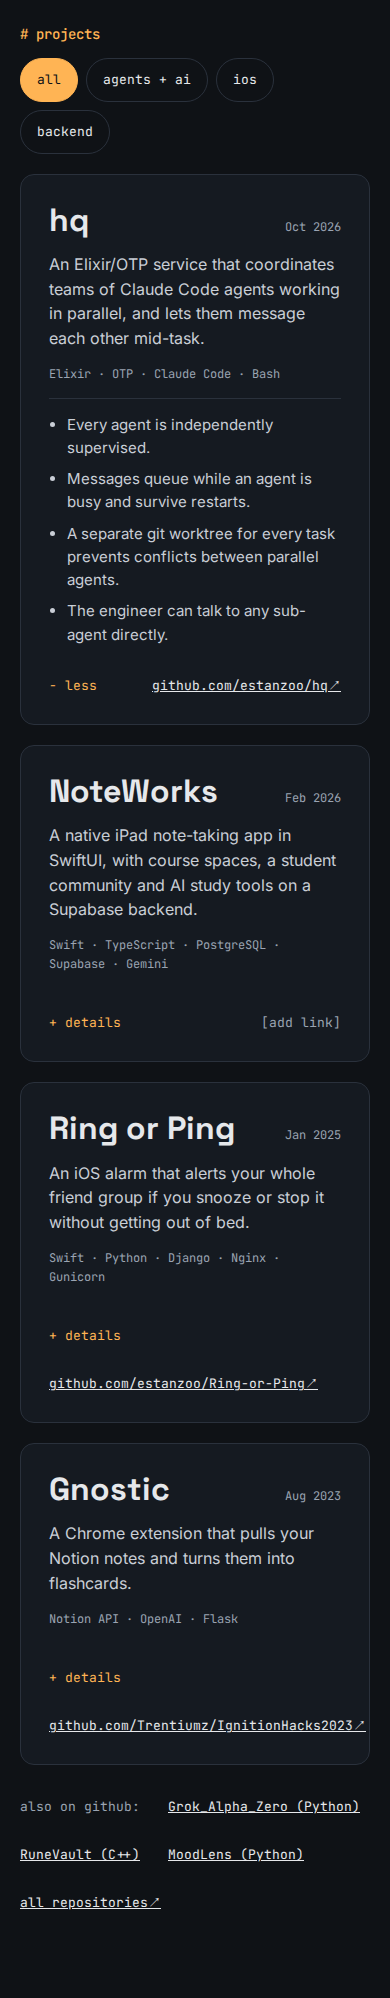 # projects
all
agents + ai
ios
backend
hq
Oct 2026
An Elixir/OTP service that coordinates
teams of Claude Code agents working
in parallel, and lets them message
each other mid-task.
Elixir · OTP · Claude Code · Bash
• Every agent is independently
supervised.
• Messages queue while an agent is
busy and survive restarts.
• A separate git worktree for every task
prevents conflicts between parallel
agents.
• The engineer can talk to any sub-
agent directly.
- less
github.com/estanzoo/hq↗
NoteWorks
Feb 2026
A native iPad note-taking app in
SwiftUI, with course spaces, a student
community and AI study tools on a
Supabase backend.
Swift · TypeScript · PostgreSQL ·
Supabase · Gemini
+ details
[add link]
Ring or Ping
Jan 2025
An iOS alarm that alerts your whole
friend group if you snooze or stop it
without getting out of bed.
Swift · Python · Django · Nginx ·
Gunicorn
+ details
github.com/estanzoo/Ring-or-Ping↗
Gnostic
Aug 2023
A Chrome extension that pulls your
Notion notes and turns them into
flashcards.
Notion API · OpenAI · Flask
+ details
github.com/Trentiumz/IgnitionHacks2023↗
also on github:
Grok_Alpha_Zero (Python)
RuneVault (C++)
MoodLens (Python)
all repositories↗